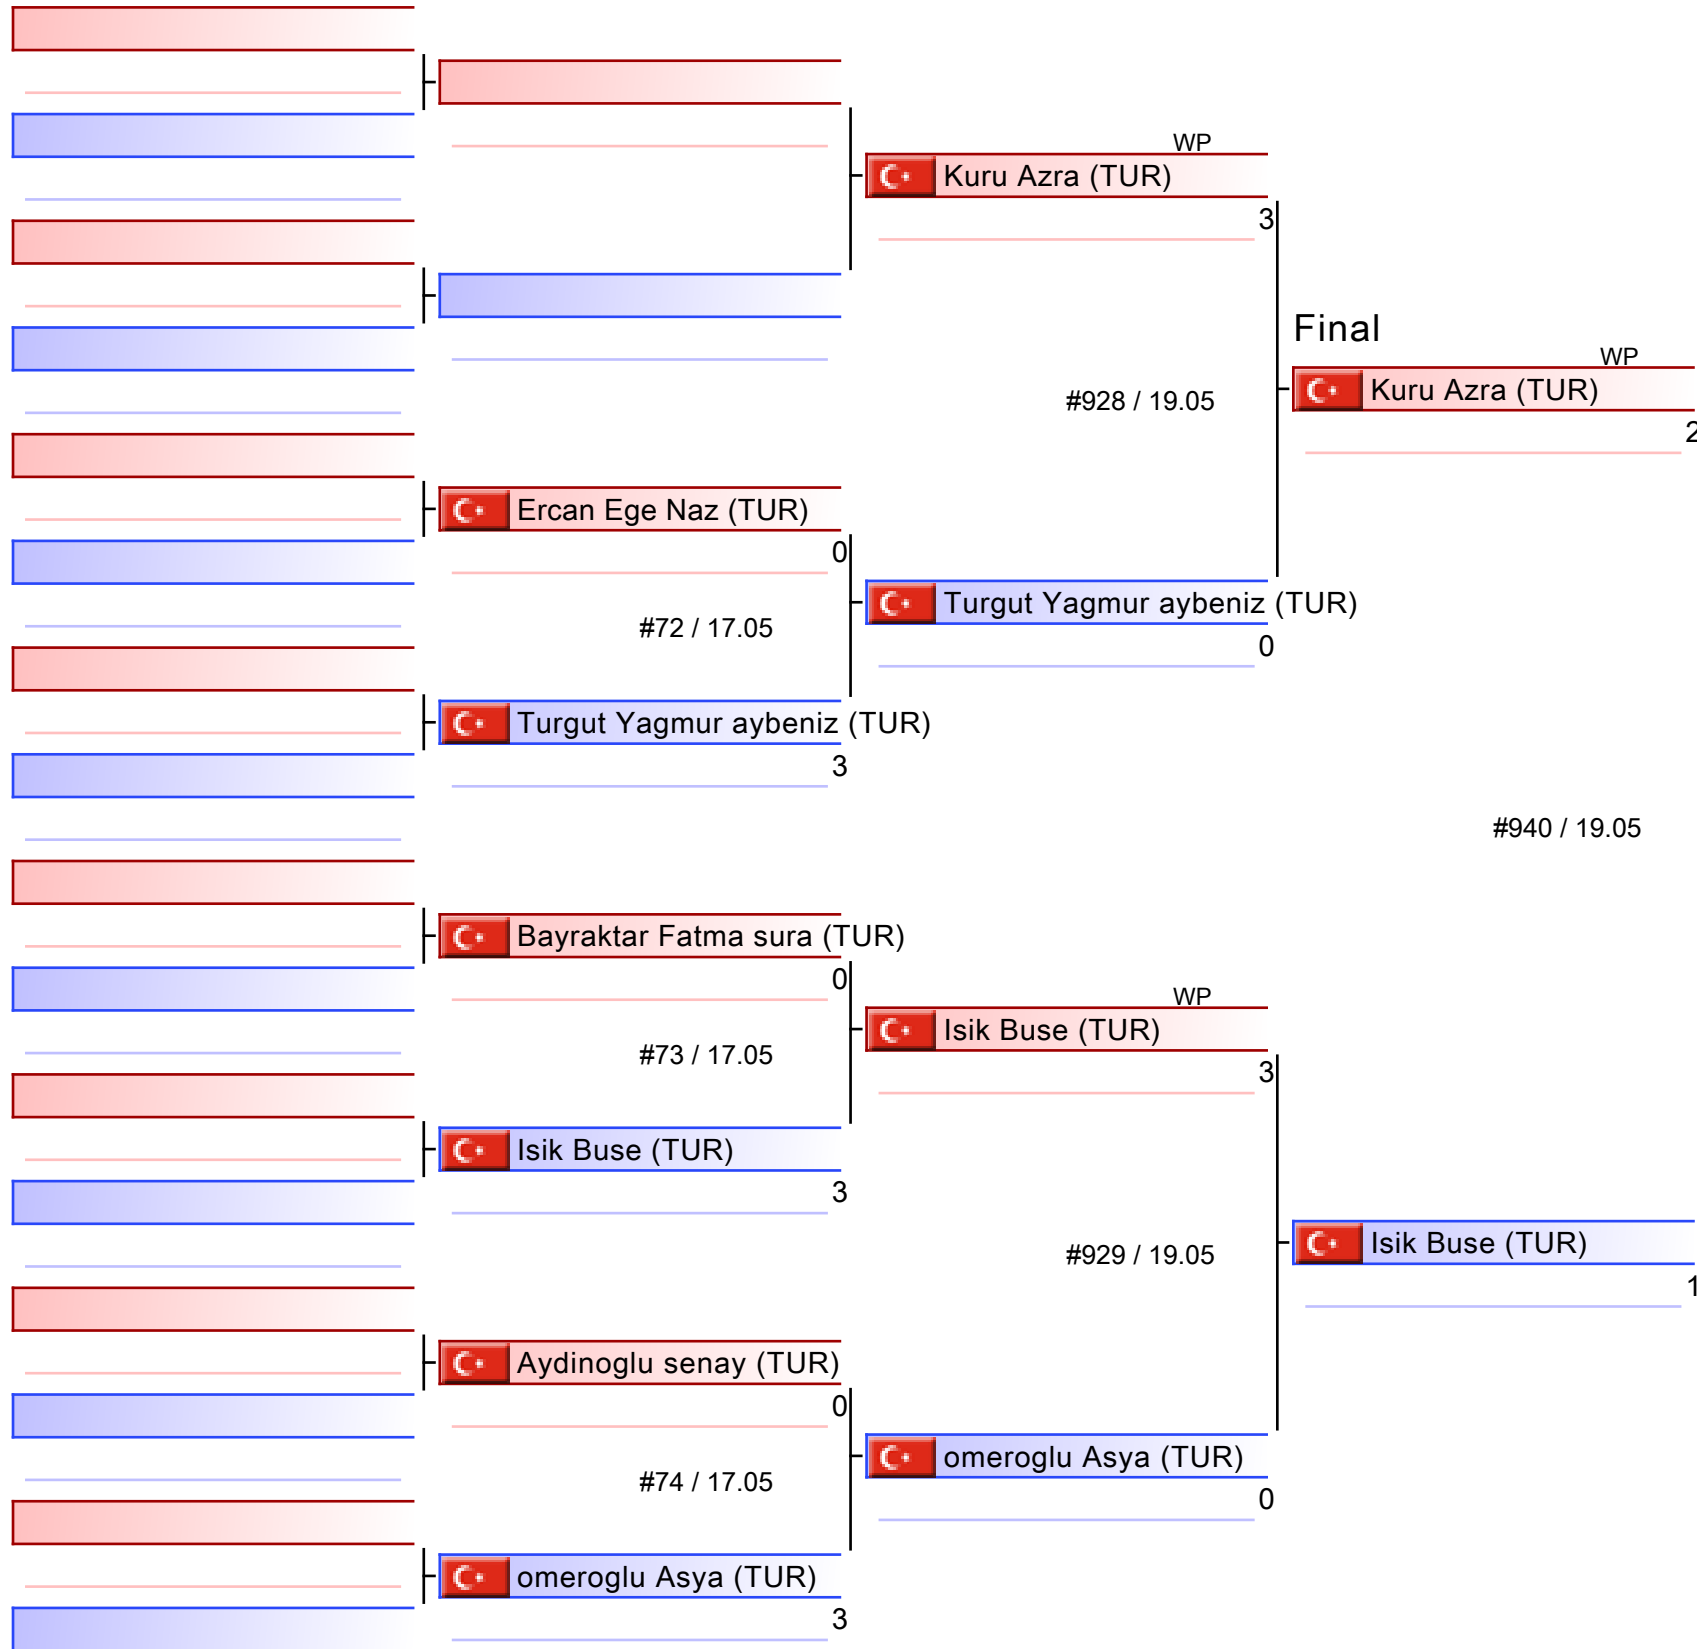 WP
Kuru Azra (TUR)
3
Final
WP
Kuru Azra (TUR)
#928 / 19.05
2
Ercan Ege Naz (TUR)
0
Turgut Yagmur aybeniz (TUR)
#72 / 17.05
0
Turgut Yagmur aybeniz (TUR)
3
#940 / 19.05
Bayraktar Fatma sura (TUR)
0
WP
Isik Buse (TUR)
#73 / 17.05
3
Isik Buse (TUR)
3
#929 / 19.05
Isik Buse (TUR)
1
Aydinoglu senay (TUR)
0
omeroglu Asya (TUR)
#74 / 17.05
0
omeroglu Asya (TUR)
3